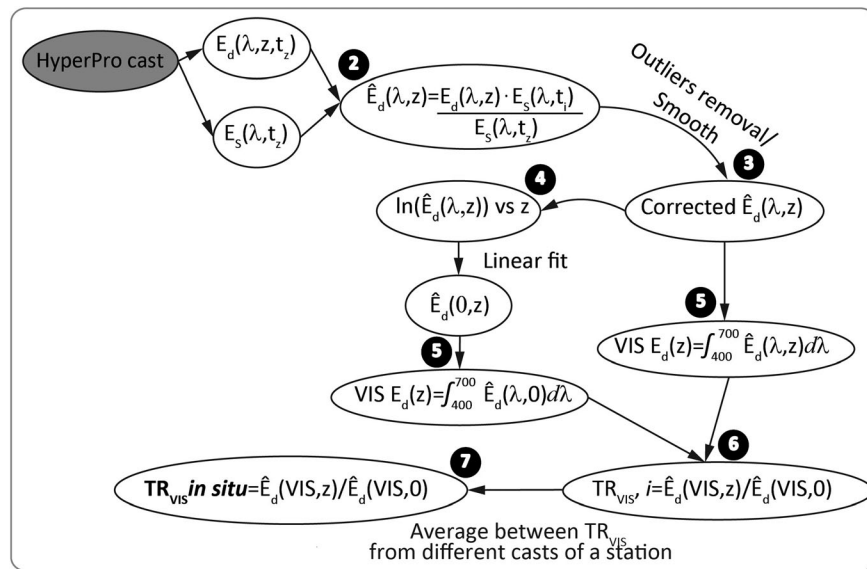 HyperPro cast
E_d(λ,z,t_z)
E_S(λ,t_z)
2
Ê_d(λ,z)=E_d(λ,z)·E_S(λ,t_i)
E_S(λ,t_z)
Outliers removal/
Smooth
3
Corrected Ê_d(λ,z)
4
ln(Ê_d(λ,z)) vs z
Linear fit
Ê_d(0,z)
5
VIS E_d(z)=∫_400^700 Ê_d(λ,z)dλ
5
VIS E_d(z)=∫_400^700 Ê_d(λ,0)dλ
6
TR_VIS, i=Ê_d(VIS,z)/Ê_d(VIS,0)
7
TR_VIS in situ=Ê_d(VIS,z)/Ê_d(VIS,0)
Average between TR_VIS
from different casts of a station